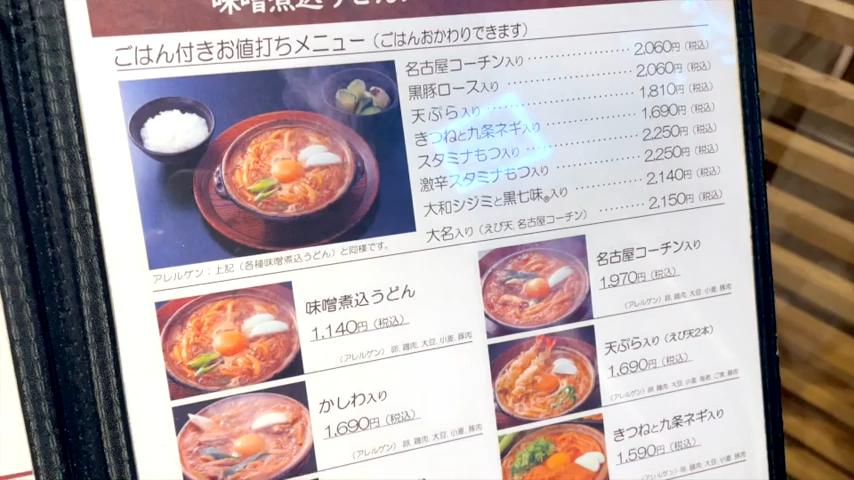 味噌煮込うどん
ごはん付きお値打ちメニュー（ごはんおかわりできます）
名古屋コーチン入り 2,060円（税込）
黒豚ロース入り 2,060円（税込）
天ぷら入り 1,810円（税込）
きつねと九条ネギ入り 1,690円（税込）
スタミナもつ入り 2,250円（税込）
激辛スタミナもつ入り 2,250円（税込）
大和シジミと黒七味®入り 2,140円（税込）
大名入り（えび天、名古屋コーチン） 2,150円（税込）
アレルゲン：上記（各種味噌煮込うどん）と同様です。
味噌煮込うどん
1,140円（税込）
（アレルゲン）卵、鶏肉、大豆、小麦、豚肉
かしわ入り
1,690円（税込）
（アレルゲン）卵、鶏肉、大豆、小麦、豚肉
名古屋コーチン入り
1,970円（税込）
（アレルゲン）卵、鶏肉、大豆、小麦、豚肉
天ぷら入り（えび天2本）
1,690円（税込）
（アレルゲン）卵、鶏肉、大豆、小麦、海老、ごま、豚肉
きつねと九条ネギ入り
1,590円（税込）
（アレルゲン）卵、鶏肉、大豆、小麦、豚肉